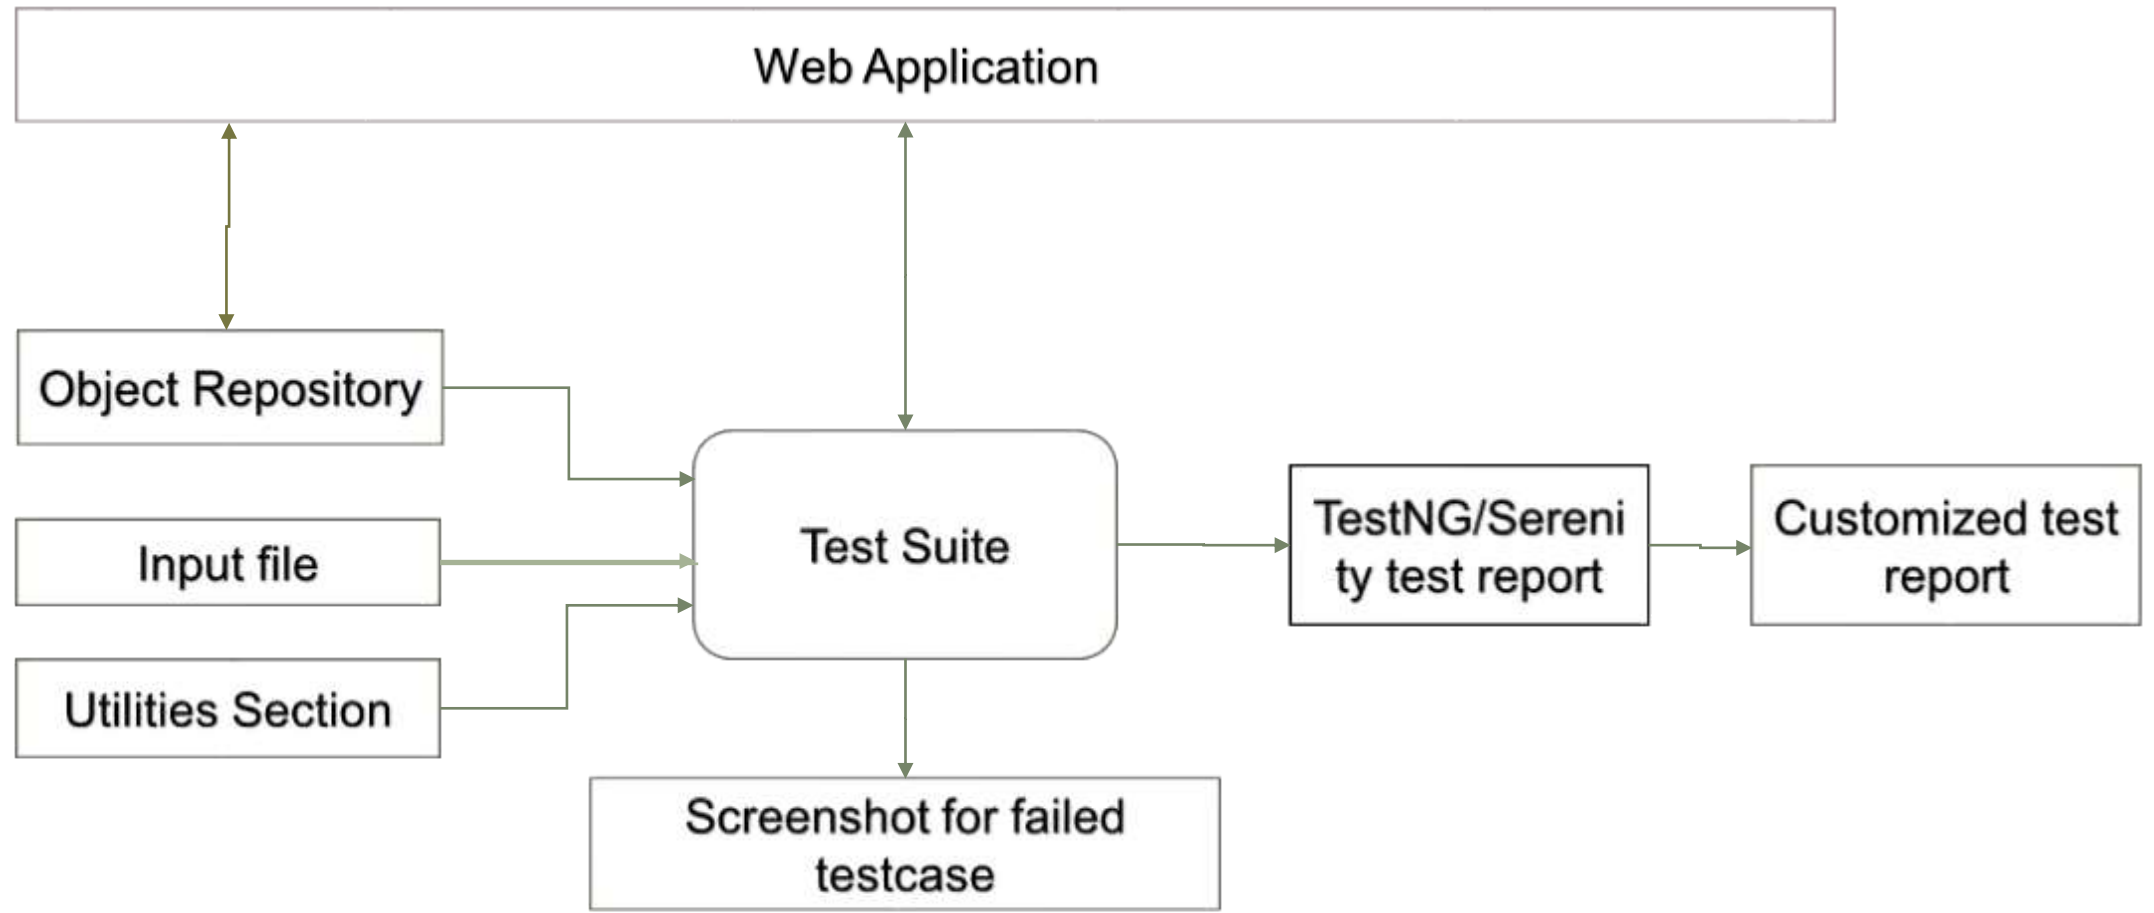 Web Application
Object Repository
Input file
Utilities Section
Test Suite
TestNG/Sereni
ty test report
Customized test
report
Screenshot for failed
testcase